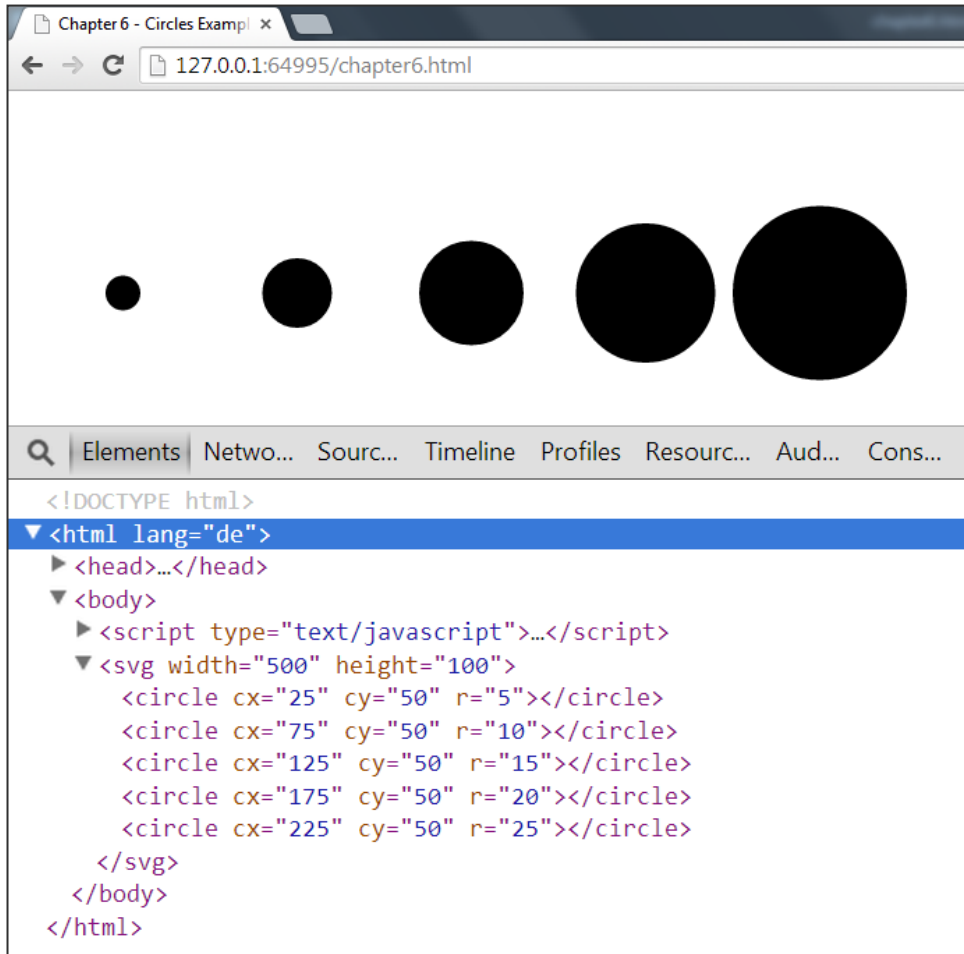 Chapter 6 - Circles Exampl
127.0.0.1:64995/chapter6.html
Elements Netwo... Sourc... Timeline Profiles Resourc... Aud... Cons...
<!DOCTYPE html>
▼<html lang="de">
▶<head>…</head>
▼<body>
▶<script type="text/javascript">…</script>
▼<svg width="500" height="100">
<circle cx="25" cy="50" r="5"></circle>
<circle cx="75" cy="50" r="10"></circle>
<circle cx="125" cy="50" r="15"></circle>
<circle cx="175" cy="50" r="20"></circle>
<circle cx="225" cy="50" r="25"></circle>
</svg>
</body>
</html>